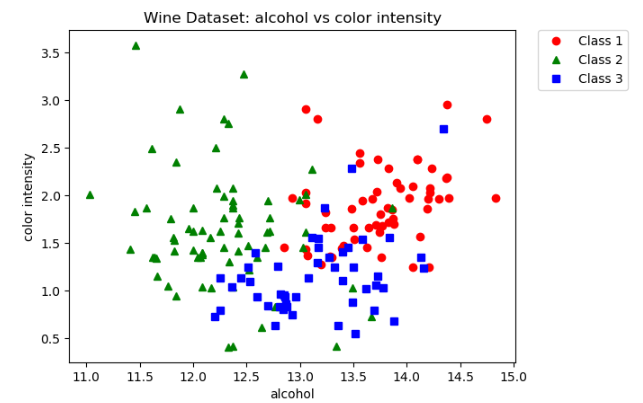 Wine Dataset: alcohol vs color intensity
Class 1
Class 2
Class 3
3.5
3.0
2.5
2.0
1.5
1.0
0.5
color intensity
11.0 11.5 12.0 12.5 13.0 13.5 14.0 14.5 15.0
alcohol